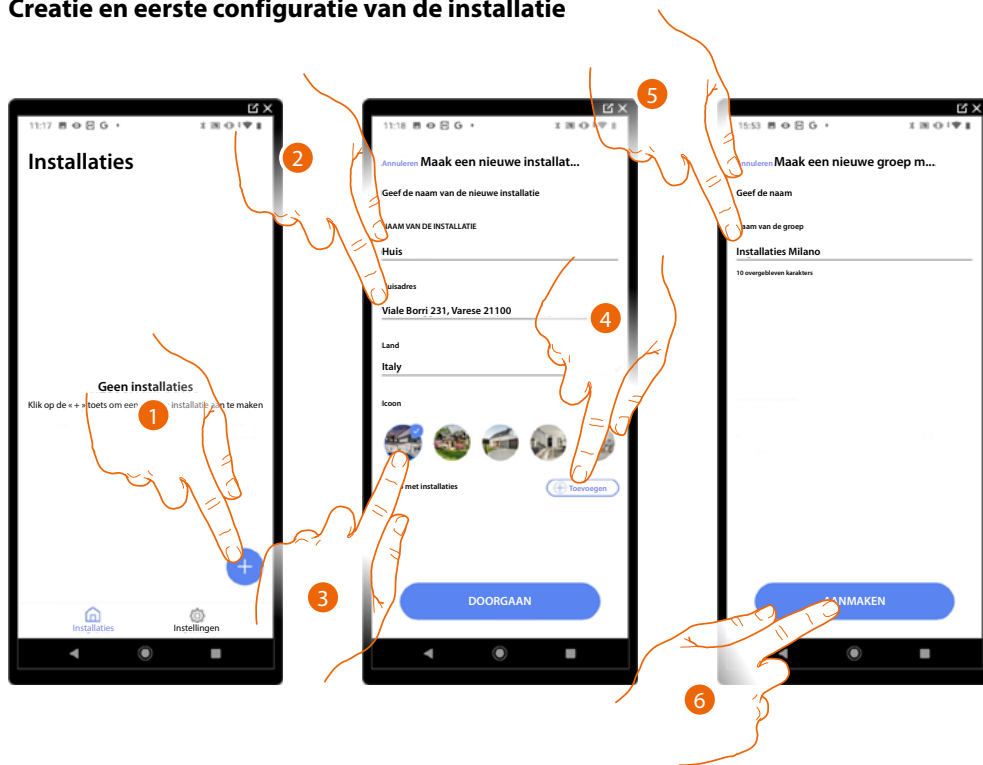 Creatie en eerste configuratie van de installatie
11:17
Installaties
Geen installaties
Klik op de « + » toets om een installatie aan te maken
Installaties
Instellingen
1
2
11:18
Annuleren Maak een nieuwe installat...
Geef de naam van de nieuwe installatie
NAAM VAN DE INSTALLATIE
Huis
Huisadres
Viale Borri 231, Varese 21100
Land
Italy
Icoon
met installaties
Toevoegen
DOORGAAN
3
4
5
15:53
Annuleren Maak een nieuwe groep m...
Geef de naam
Naam van de groep
Installaties Milano
10 overgebleven karakters
AANMAKEN
6